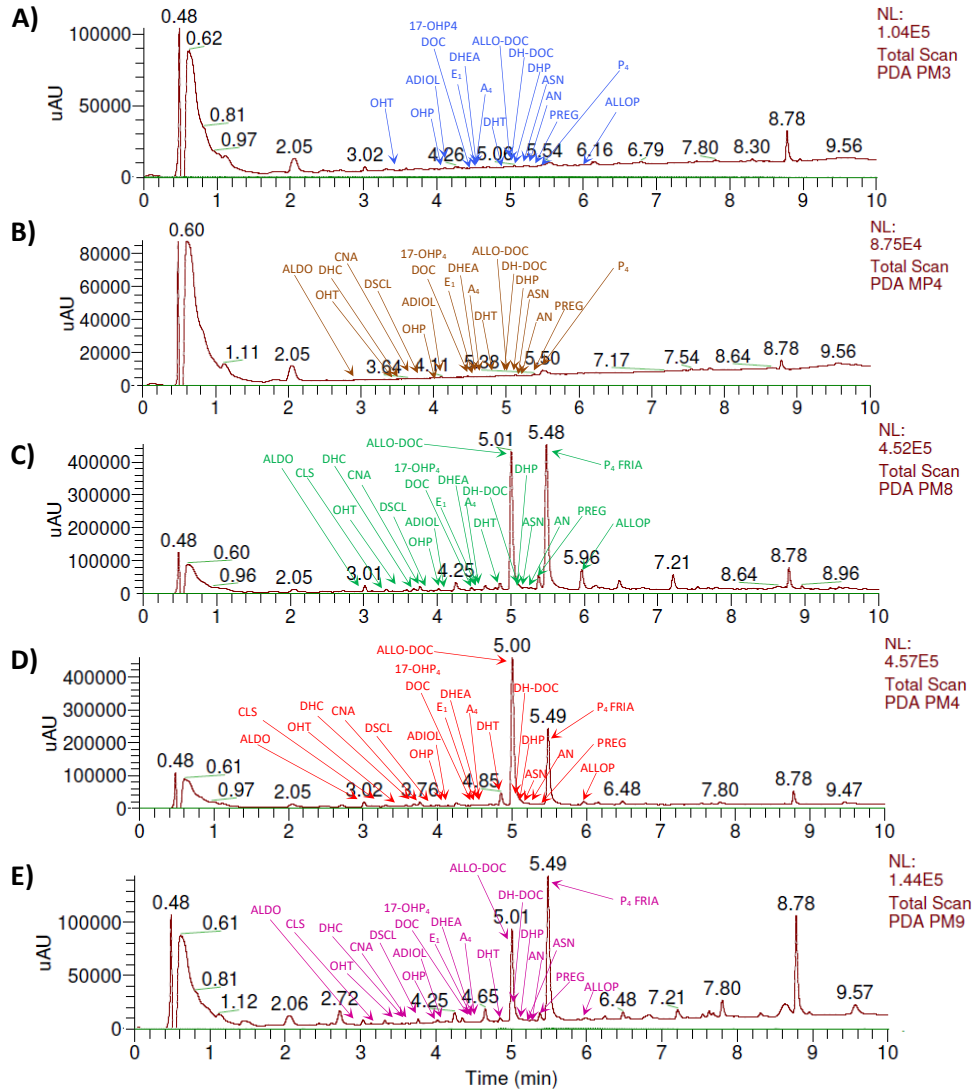 A)
0.48
NL:
1.04E5
Total Scan
PDA PM3
100000
50000
0
uAU
0.62
0.81
0.97
2.05
3.02
4.26
5.54
6.16
6.79
7.80
8.30
8.78
9.56
17-OHP4
DOC
ALLO-DOC
DH-DOC
DHEA
DHP
E₁
ADIOL
A₄
ASN
P₄
OHT
AN
OHP
DHT
PREG
ALLOP
0 1 2 3 4 5 6 7 8 9 10
B)
0.60
NL:
8.75E4
Total Scan
PDA MP4
80000
60000
40000
20000
0
uAU
1.11
2.05
3.64
4.11
5.38
5.50
7.17
7.54
8.64
8.78
9.56
ALDO
DHC
CNA
OHT
DSCL
17-OHP₄
DOC
ALLO-DOC
DHEA
DH-DOC
E₁
A₄
DHP
ASN
P₄
ADIOL
DHT
AN
PREG
OHP
0 1 2 3 4 5 6 7 8 9 10
C)
5.01
5.48
NL:
4.52E5
Total Scan
PDA PM8
400000
300000
200000
100000
0
uAU
0.48
0.60
0.96
2.05
3.01
4.25
5.96
7.21
8.64
8.78
8.96
ALLO-DOC
ALDO
CLS
DHC
CNA
17-OHP₄
DOC
DHEA
DHP
P₄ FRIA
DH-DOC
E₁
A₄
OHT
DSCL
ADIOL
DHT
ASN
AN
PREG
ALLOP
OHP
0 1 2 3 4 5 6 7 8 9 10
D)
5.00
NL:
4.57E5
Total Scan
PDA PM4
400000
300000
200000
100000
0
uAU
0.48
0.61
0.97
2.05
3.02
3.76
4.85
5.49
6.48
7.80
8.78
9.47
ALLO-DOC
17-OHP₄
DOC
DHEA
DH-DOC
E₁
A₄
P₄ FRIA
CLS
DHC
CNA
OHT
DSCL
ALDO
ADIOL
DHT
DHP
AN
PREG
OHP
ASN
ALLOP
0 1 2 3 4 5 6 7 8 9 10
E)
5.49
NL:
1.44E5
Total Scan
PDA PM9
100000
50000
0
uAU
0.48
0.61
0.81
1.12
2.06
2.72
4.25
4.65
5.01
6.48
7.21
7.80
8.78
9.57
ALLO-DOC
DH-DOC
P₄ FRIA
ALDO
CLS
17-OHP₄
DOC
DHEA
DHC
DSCL
E₁
A₄
DHP
ASN
CNA
ADIOL
DHT
AN
OHT
OHP
PREG
ALLOP
0 1 2 3 4 5 6 7 8 9 10
Time (min)